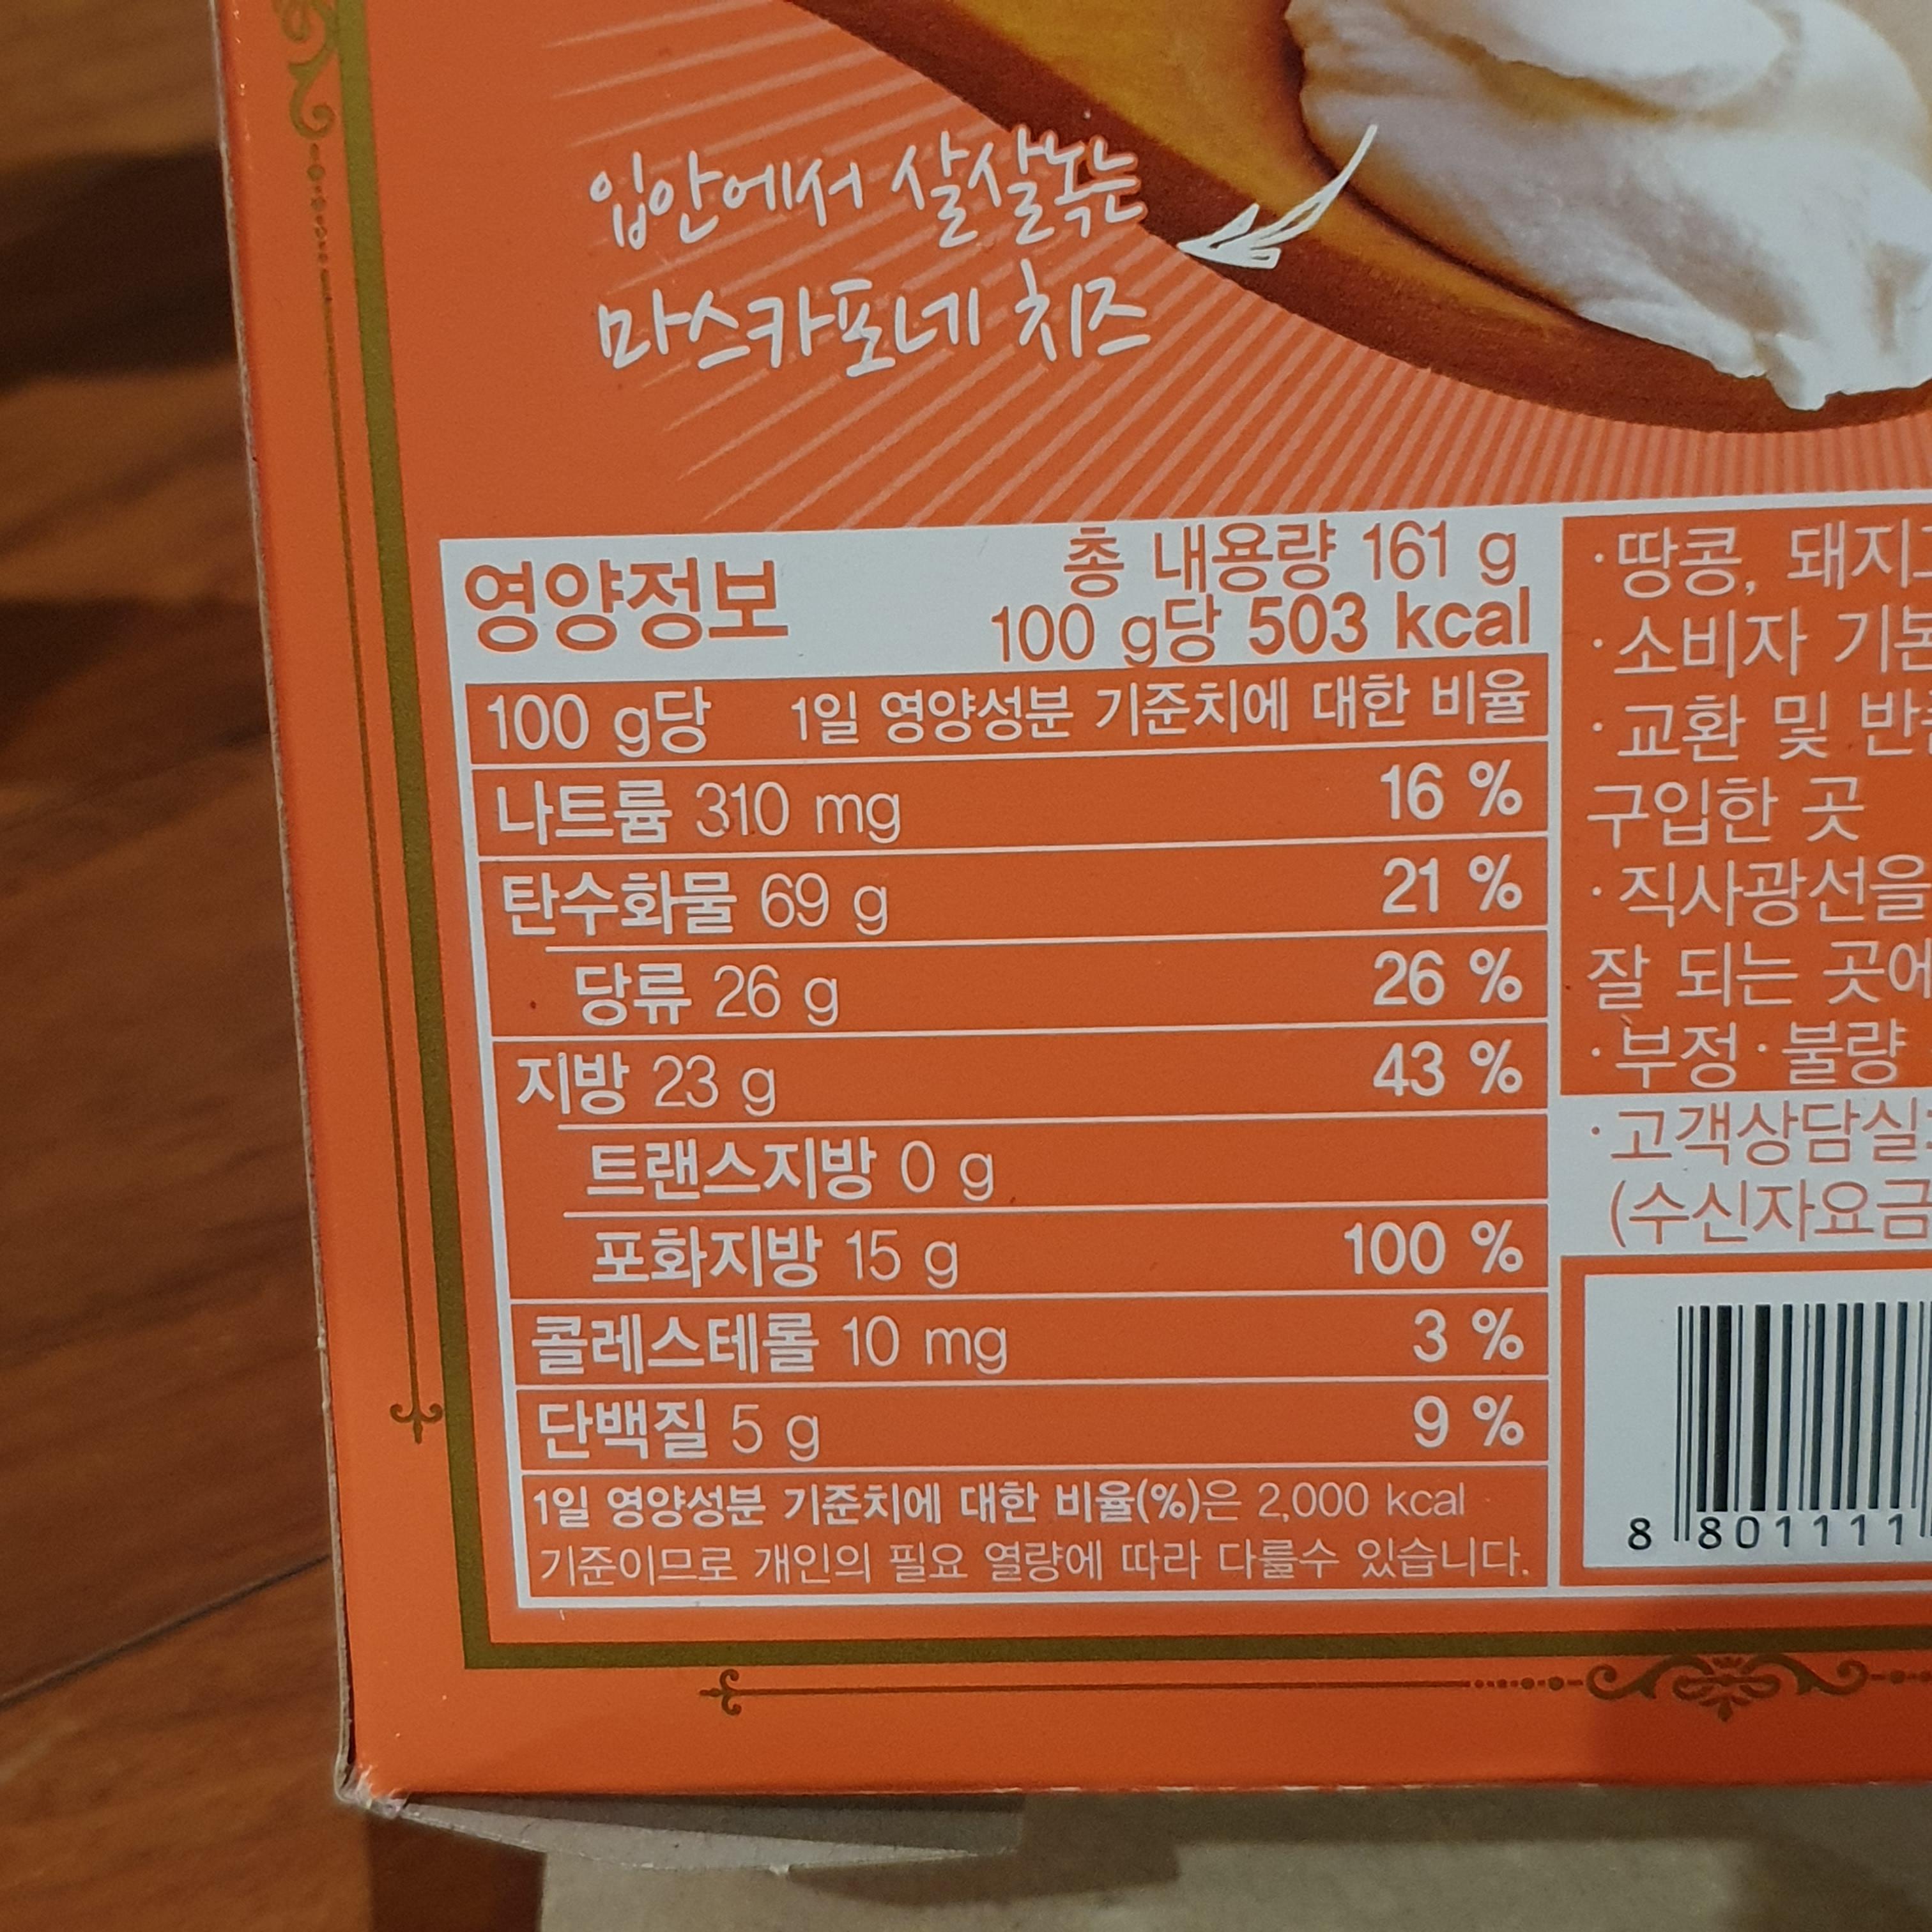 입안에서 살살녹는
마스카포네 치즈
영양정보
총 내용량 161 g
100 g당 503 kcal
100 g당 1일 영양성분 기준치에 대한 비율
나트륨 310 mg 16 %
탄수화물 69 g 21 %
당류 26 g 26 %
지방 23 g 43 %
트랜스지방 0 g
포화지방 15 g 100 %
콜레스테롤 10 mg 3 %
단백질 5 g 9 %
1일 영양성분 기준치에 대한 비율(%)은 2,000 kcal
기준이므로 개인의 필요 열량에 따라 다를수 있습니다.
·땅콩, 돼지
·소비자 기본
·교환 및
구입한 곳
·직사광선을
잘 되는 곳에
·부정·불량
·고객상담실:
(수신자요금
8 801111